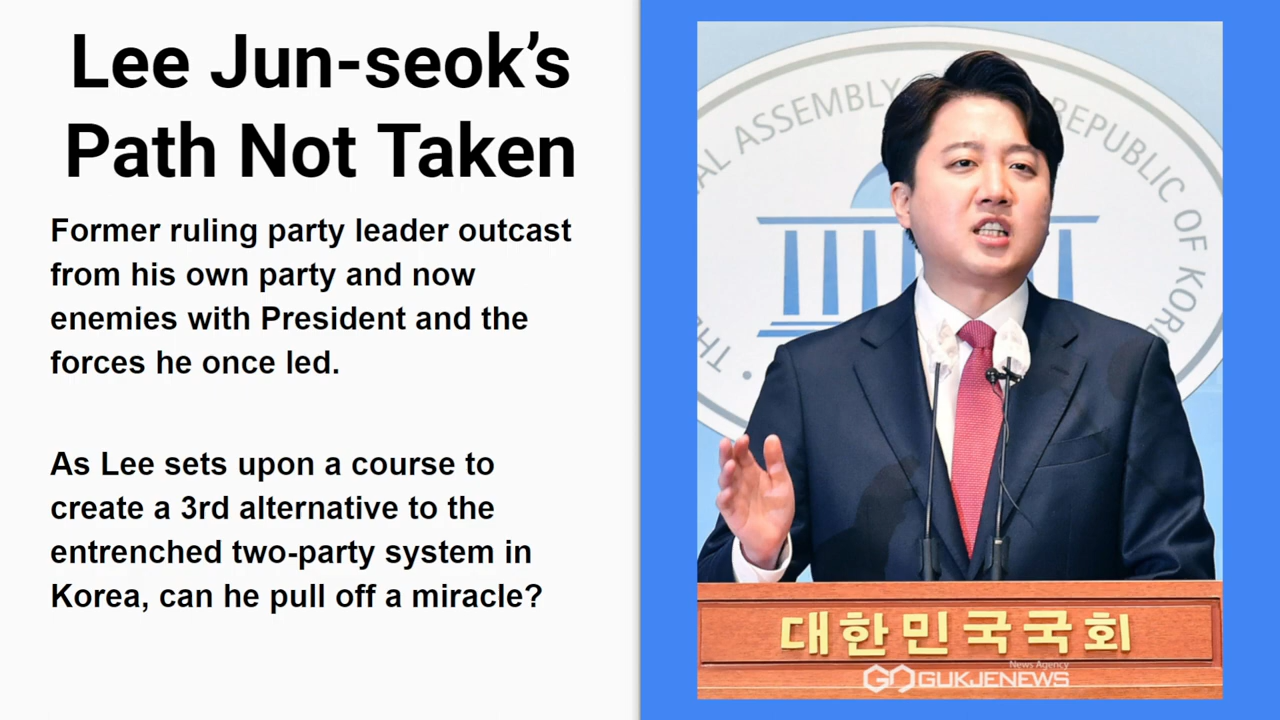 Lee Jun-seok’s
Path Not Taken
Former ruling party leader outcast
from his own party and now
enemies with President and the
forces he once led.
As Lee sets upon a course to
create a 3rd alternative to the
entrenched two-party system in
Korea, can he pull off a miracle?
ASSEMBLY
REPUBLIC OF
THE
대한민국국회
News Agency
GUKJENEWS